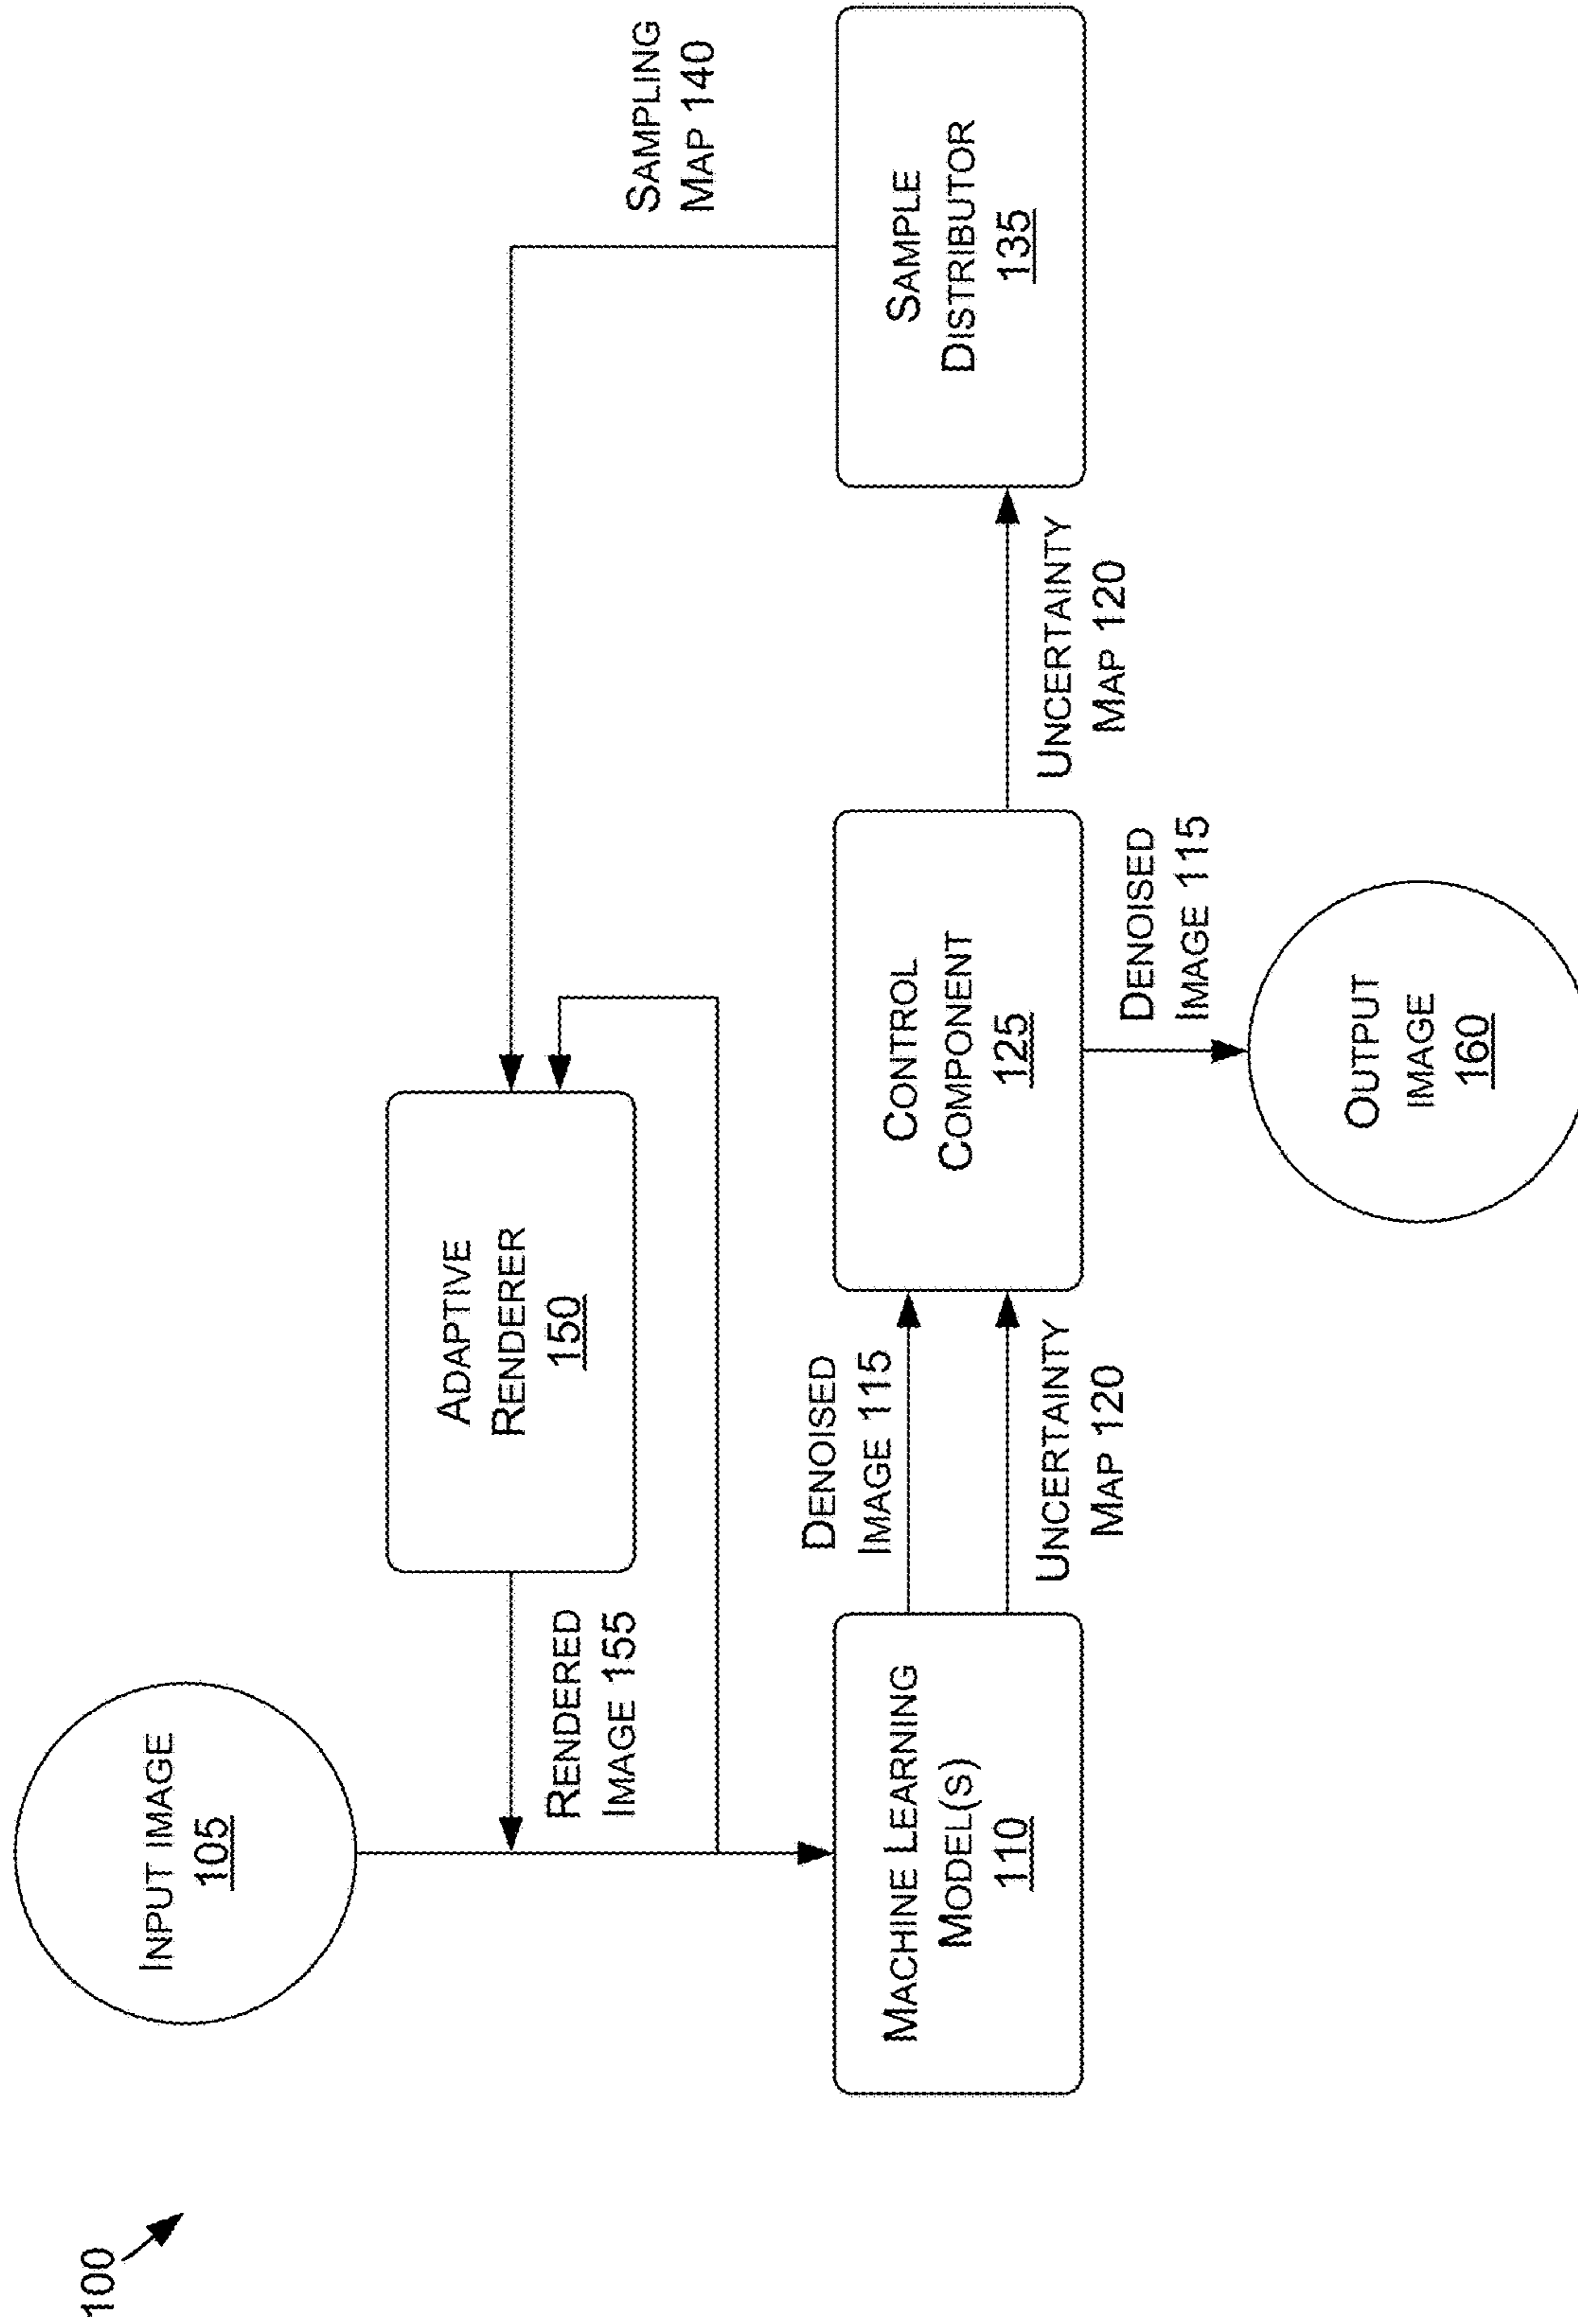 100
INPUT IMAGE
105
ADAPTIVE
RENDERER
150
RENDERED
IMAGE 155
SAMPLING
MAP 140
MACHINE LEARNING
MODEL(S)
110
DENOISED
IMAGE 115
UNCERTAINTY
MAP 120
CONTROL
COMPONENT
125
UNCERTAINTY
MAP 120
SAMPLE
DISTRIBUTOR
135
DENOISED
IMAGE 115
OUTPUT
IMAGE
160